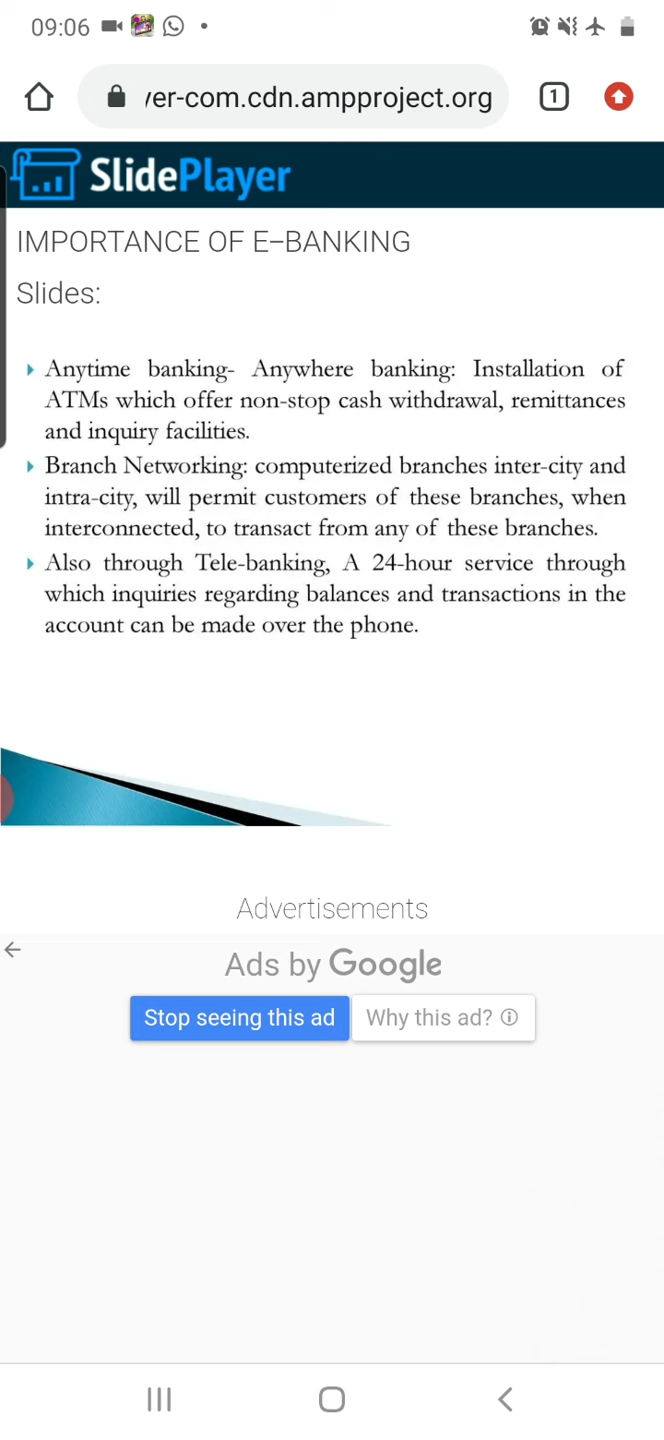 09:06
/er-com.cdn.ampproject.org
1
SlidePlayer
IMPORTANCE OF E-BANKING
Slides:
Anytime banking- Anywhere banking: Installation of
ATMs which offer non-stop cash withdrawal, remittances
and inquiry facilities.
Branch Networking: computerized branches inter-city and
intra-city, will permit customers of these branches, when
interconnected, to transact from any of these branches.
Also through Tele-banking, A 24-hour service through
which inquiries regarding balances and transactions in the
account can be made over the phone.
Advertisements
Ads by Google
Stop seeing this ad
Why this ad?